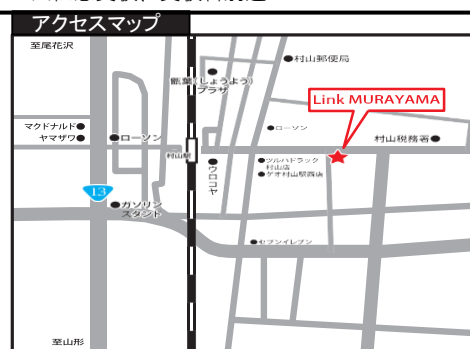 アクセスマップ
至尾花沢
村山郵便局
甑葉(しょうよう)
プラザ
Link MURAYAMA
マクドナルド
ヤマザワ
ローソン
ローソン
村山税務署
村山駅
ツルハドラック
村山店
ゲオ村山駅西店
ウロコヤ
13
ガソリン
スタント
セブンイレブン
至山形